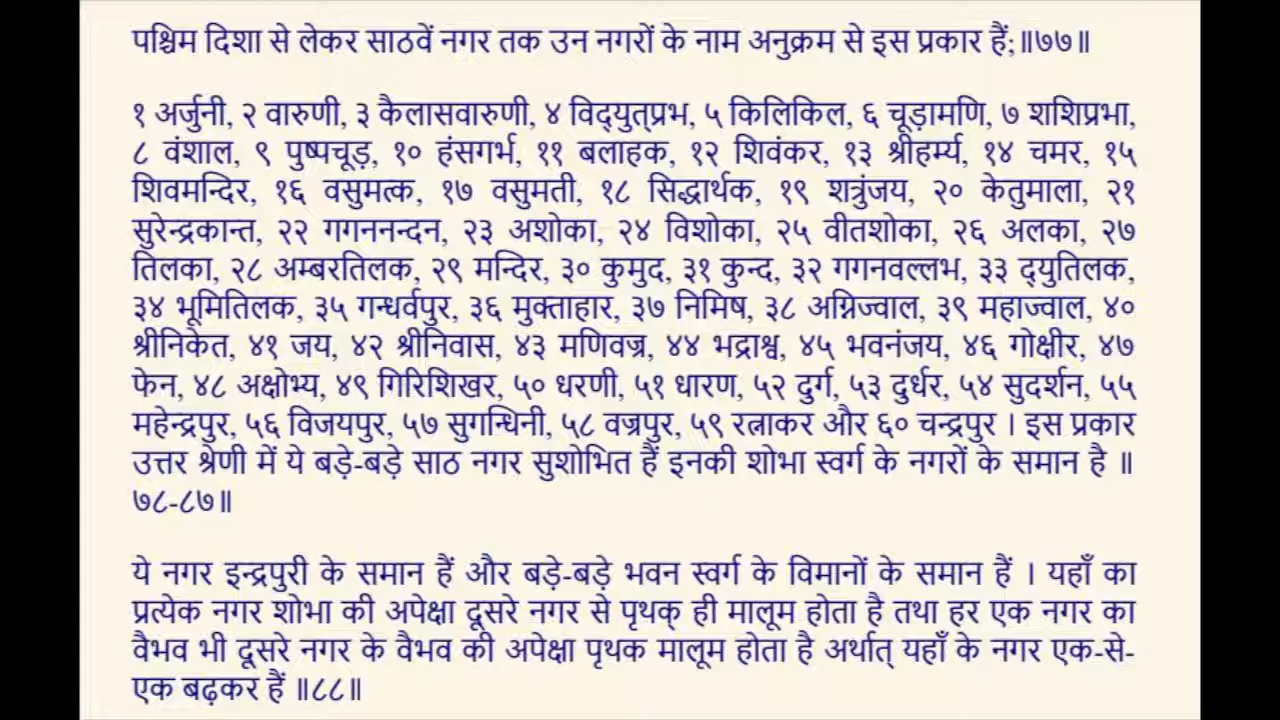 पश्चिम दिशा से लेकर साठवें नगर तक उन नगरों के नाम अनुक्रम से इस प्रकार हैं;॥७७॥
१ अर्जुनी, २ वारुणी, ३ कैलासवारुणी, ४ विद्‌युत्‌प्रभ, ५ किलिकिल, ६ चूड़ामणि, ७ शशिप्रभा,
८ वंशाल, ९ पुष्पचूड़, १० हंसगर्भ, ११ बलाहक, १२ शिवंकर, १३ श्रीहर्म्य, १४ चमर, १५
शिवमन्दिर, १६ वसुमत्क, १७ वसुमती, १८ सिद्धार्थक, १९ शत्रुंजय, २० केतुमाला, २१
सुरेन्द्रकान्त, २२ गगननन्दन, २३ अशोका, २४ विशोका, २५ वीतशोका, २६ अलका, २७
तिलका, २८ अम्बरतिलक, २९ मन्दिर, ३० कुमुद, ३१ कुन्द, ३२ गगनवल्लभ, ३३ द्‌युतिलक,
३४ भूमितिलक, ३५ गन्धर्वपुर, ३६ मुक्ताहार, ३७ निमिष, ३८ अग्निज्वाल, ३९ महाज्वाल, ४०
श्रीनिकेत, ४१ जय, ४२ श्रीनिवास, ४३ मणिवज्र, ४४ भद्राश्व, ४५ भवनंजय, ४६ गोक्षीर, ४७
फेन, ४८ अक्षोभ्य, ४९ गिरिशिखर, ५० धरणी, ५१ धारण, ५२ दुर्ग, ५३ दुर्धर, ५४ सुदर्शन, ५५
महेन्द्रपुर, ५६ विजयपुर, ५७ सुगन्धिनी, ५८ वज्रपुर, ५९ रत्नाकर और ६० चन्द्रपुर । इस प्रकार
उत्तर श्रेणी में ये बड़े-बड़े साठ नगर सुशोभित हैं इनकी शोभा स्वर्ग के नगरों के समान है ॥
७८-८७॥
ये नगर इन्द्रपुरी के समान हैं और बड़े-बड़े भवन स्वर्ग के विमानों के समान हैं । यहाँ का
प्रत्येक नगर शोभा की अपेक्षा दूसरे नगर से पृथक् ही मालूम होता है तथा हर एक नगर का
वैभव भी दूसरे नगर के वैभव की अपेक्षा पृथक मालूम होता है अर्थात् यहाँ के नगर एक-से-
एक बढ़कर हैं ॥८८॥